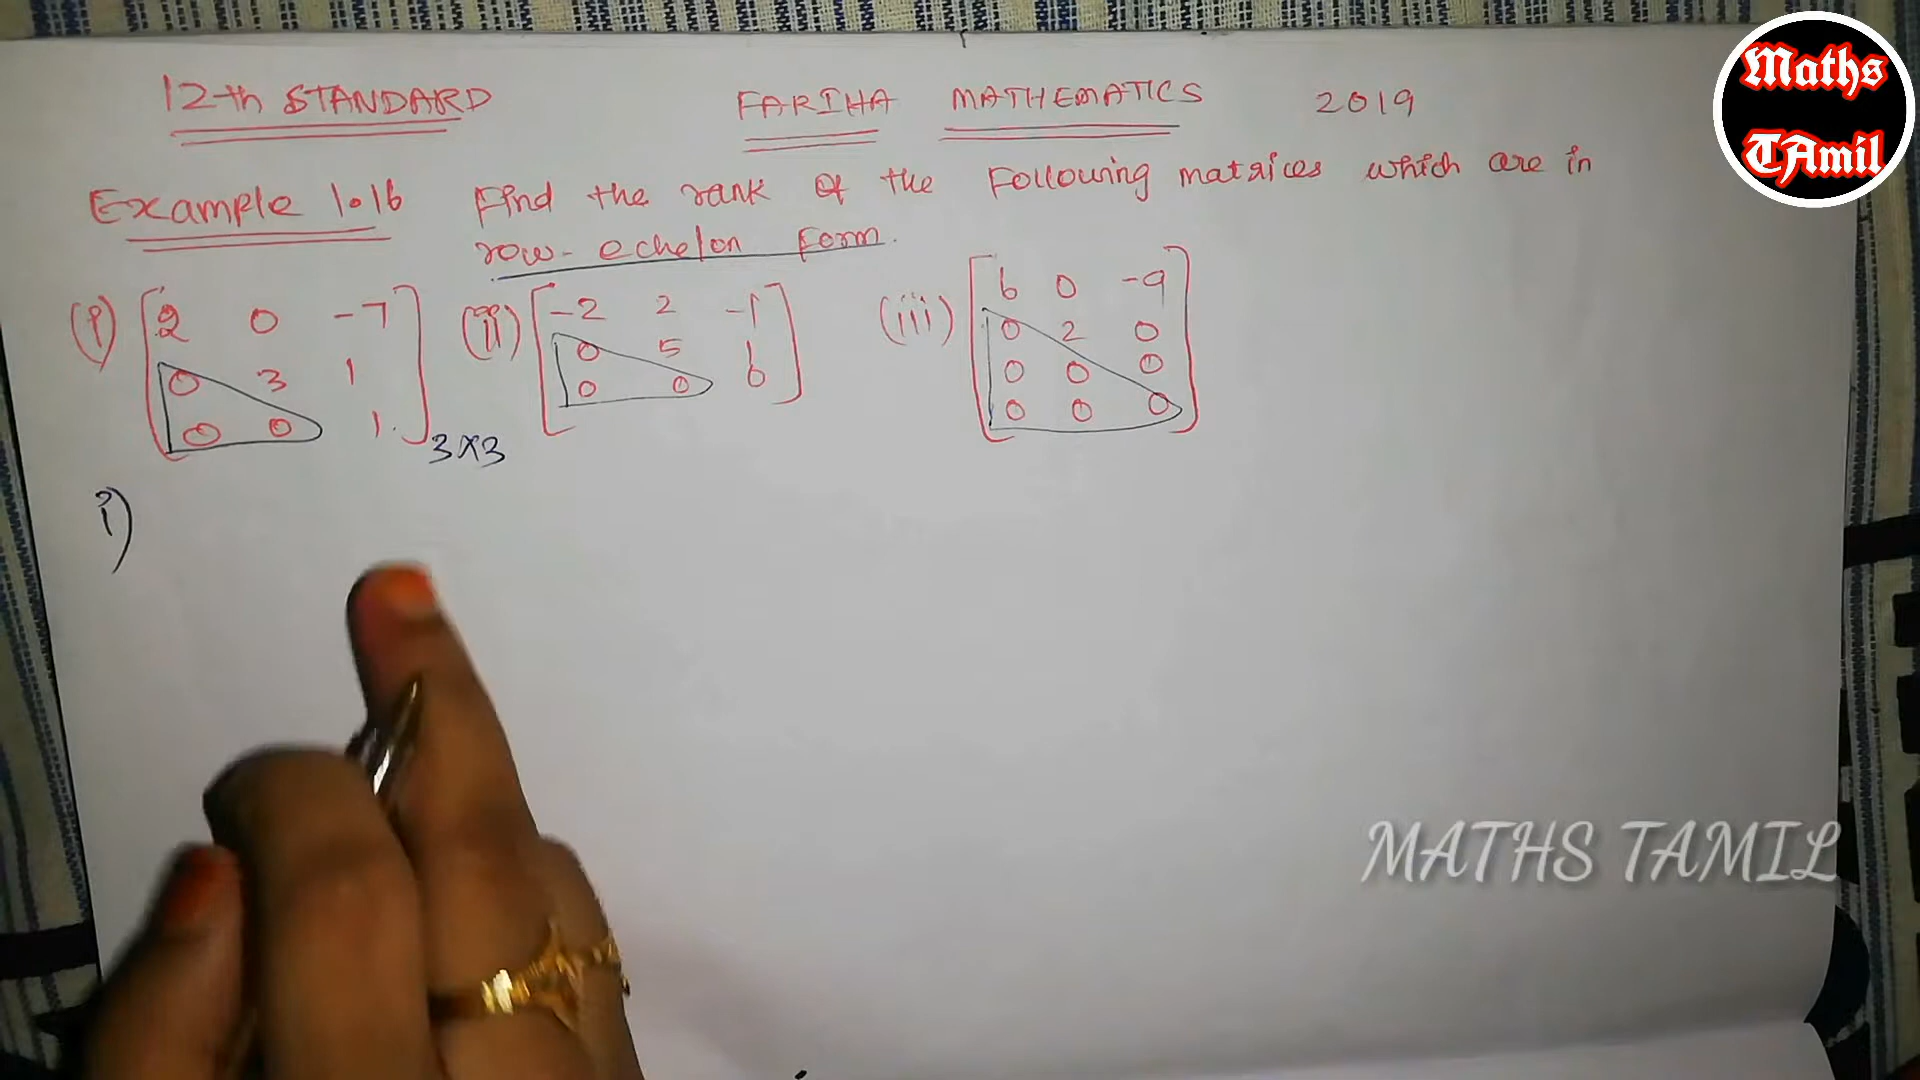 12th STANDARD FARIHA MATHEMATICS 2019
Example 1.16 Find the rank of the Following matrices which are in
row-echelon Form.
(i) [2 0 -7 (ii) [-2 2 -1] (iii) [6 0 -9]
0 3 1 0 5 1 0 2 0
0 0 1. 0 0 6 0 0 0
0 0 0
3x3
i)
Maths
TAmil
MATHS TAMIL